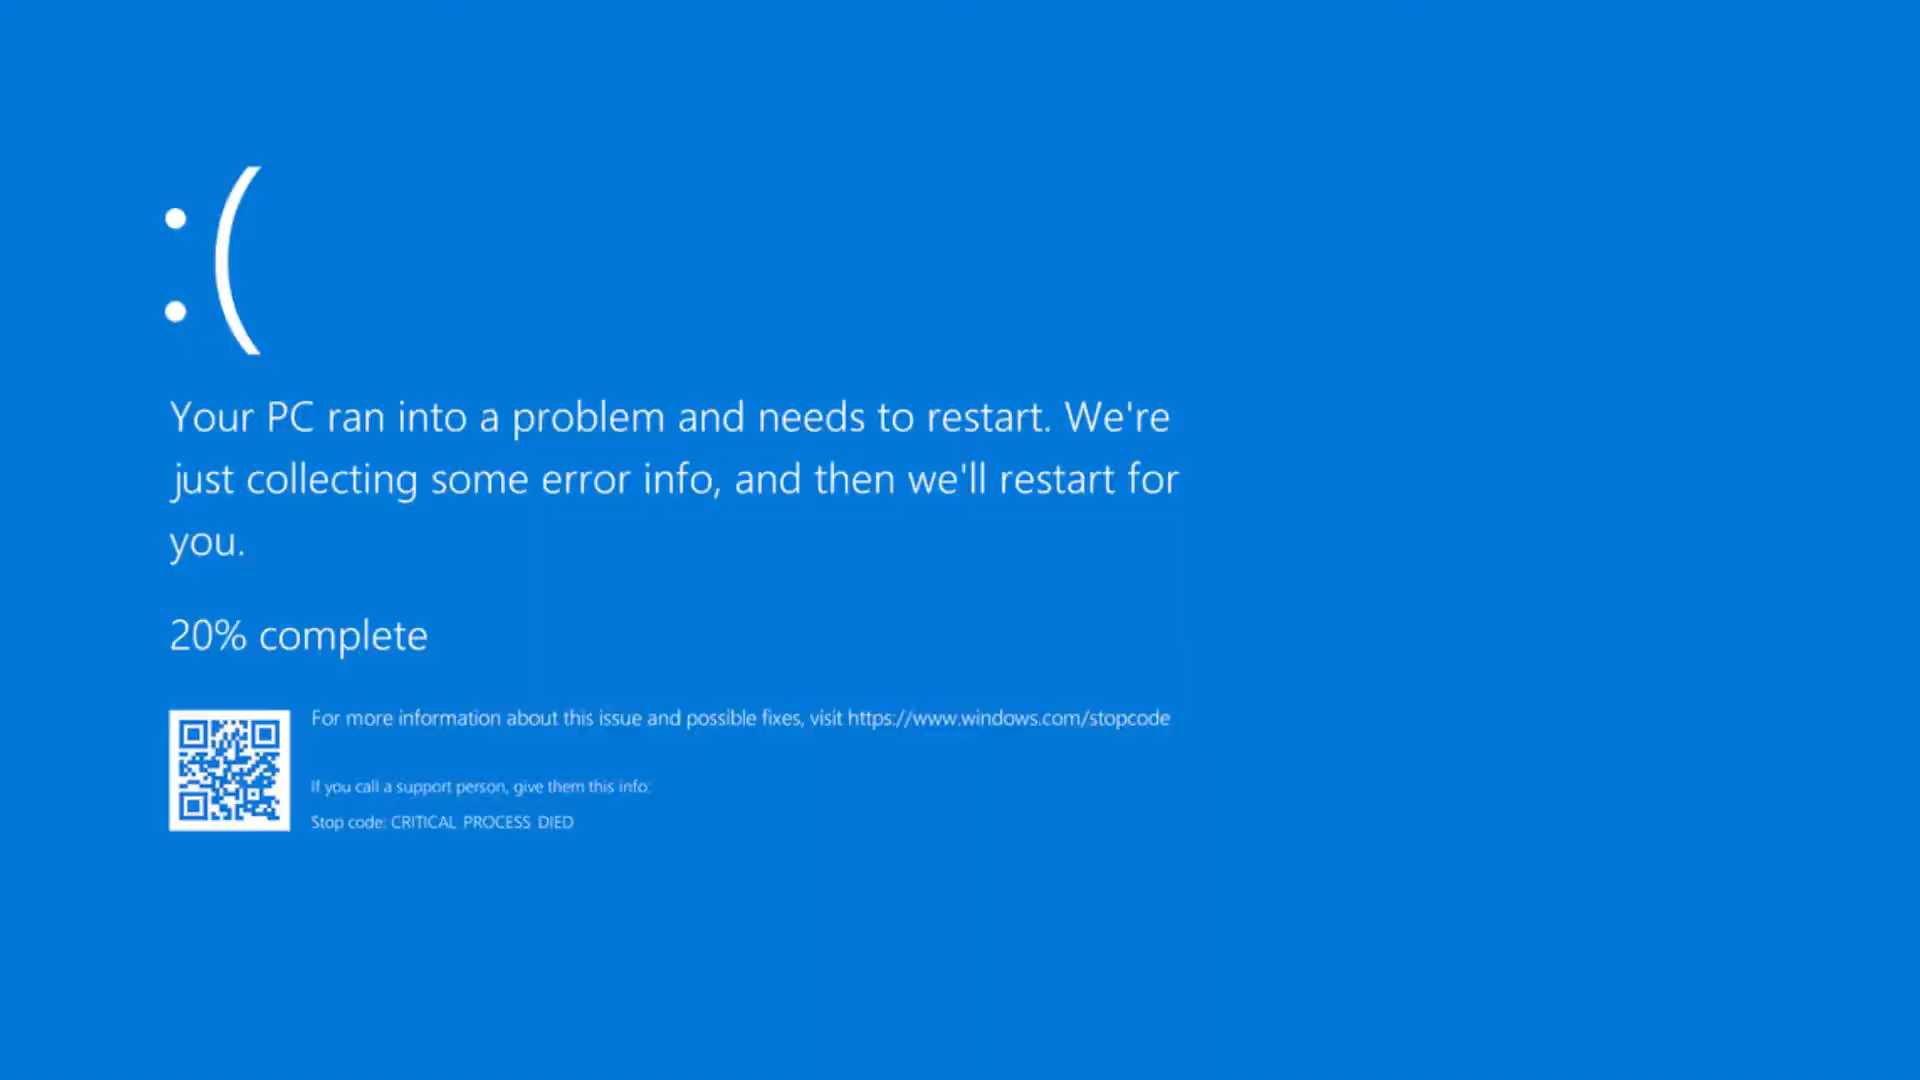 :(
Your PC ran into a problem and needs to restart. We're
just collecting some error info, and then we'll restart for
you.
20% complete
For more information about this issue and possible fixes, visit https://www.windows.com/stopcode
If you call a support person, give them this info:
Stop code: CRITICAL_PROCESS_DIED